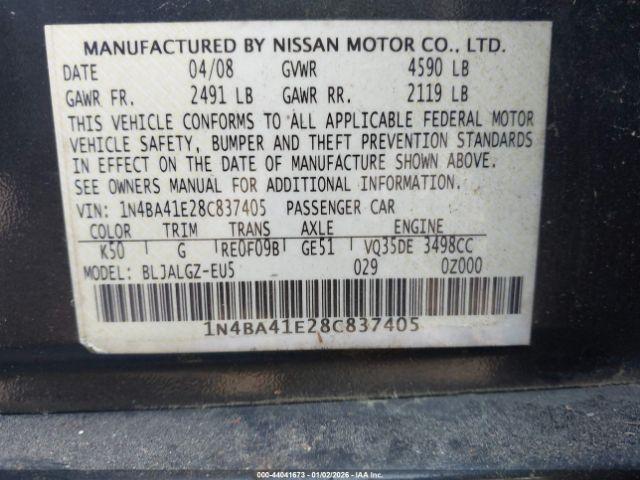 MANUFACTURED BY NISSAN MOTOR CO., LTD.
DATE 04/08 GVWR 4590 LB
GAWR FR. 2491 LB GAWR RR. 2119 LB
THIS VEHICLE CONFORMS TO ALL APPLICABLE FEDERAL MOTOR
VEHICLE SAFETY, BUMPER AND THEFT PREVENTION STANDARDS
IN EFFECT ON THE DATE OF MANUFACTURE SHOWN ABOVE.
SEE OWNERS MANUAL FOR ADDITIONAL INFORMATION.
VIN: 1N4BA41E28C837405 PASSENGER CAR
COLOR TRIM TRANS AXLE ENGINE
K50 G RE0F09B GE51 VQ35DE 3498CC
MODEL: BLJALGZ-EU5 029 0Z000
1N4BA41E28C837405
000-44041673 - 01/02/2026 - IAAI.COM